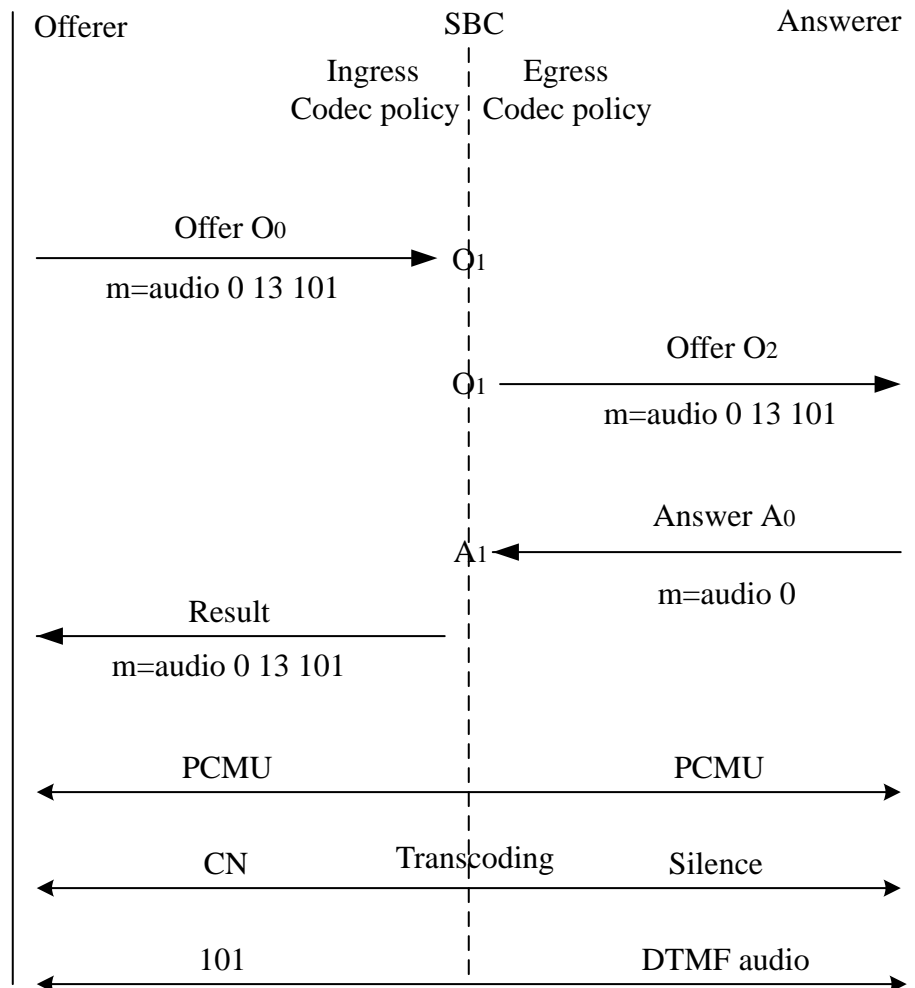 Offerer
SBC
Answerer
Ingress
Codec policy
Egress
Codec policy
Offer O0
O1
m=audio 0 13 101
Offer O2
O1
m=audio 0 13 101
Answer A0
A1
m=audio 0
Result
m=audio 0 13 101
PCMU
PCMU
CN
Transcoding
Silence
101
DTMF audio